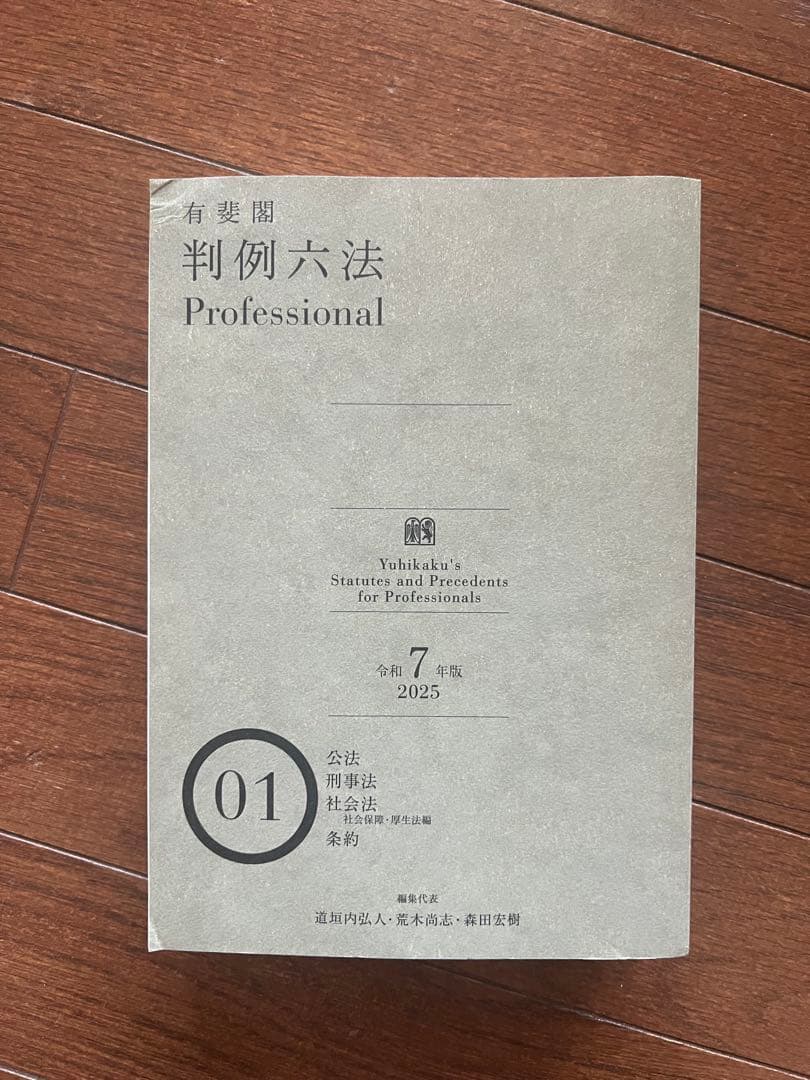 有斐閣
判例六法
Professional
Yuhikaku's
Statutes and Precedents
for Professionals
令和 7 年版
2025
01
公法
刑事法
社会法
社会保障・厚生法編
条約
編集代表
道垣内弘人・荒木尚志・森田宏樹